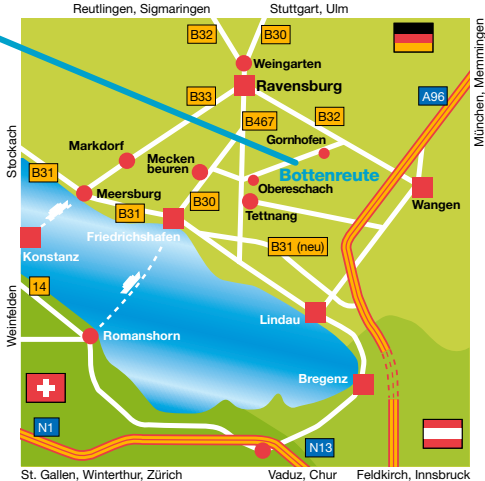 Reutlingen, Sigmaringen
Stuttgart, Ulm
B32
B30
Weingarten
Ravensburg
München, Memmingen
A96
B33
B467
B32
Gornhofen
Stockach
Markdorf
Mecken
beuren
B31
Bottenreute
Obereschach
Meersburg
B30
Tettnang
Wangen
B31
Friedrichshafen
B31 (neu)
Konstanz
14
Weinfelden
Lindau
Romanshorn
Bregenz
N1
N13
St. Gallen, Winterthur, Zürich
Vaduz, Chur
Feldkirch, Innsbruck